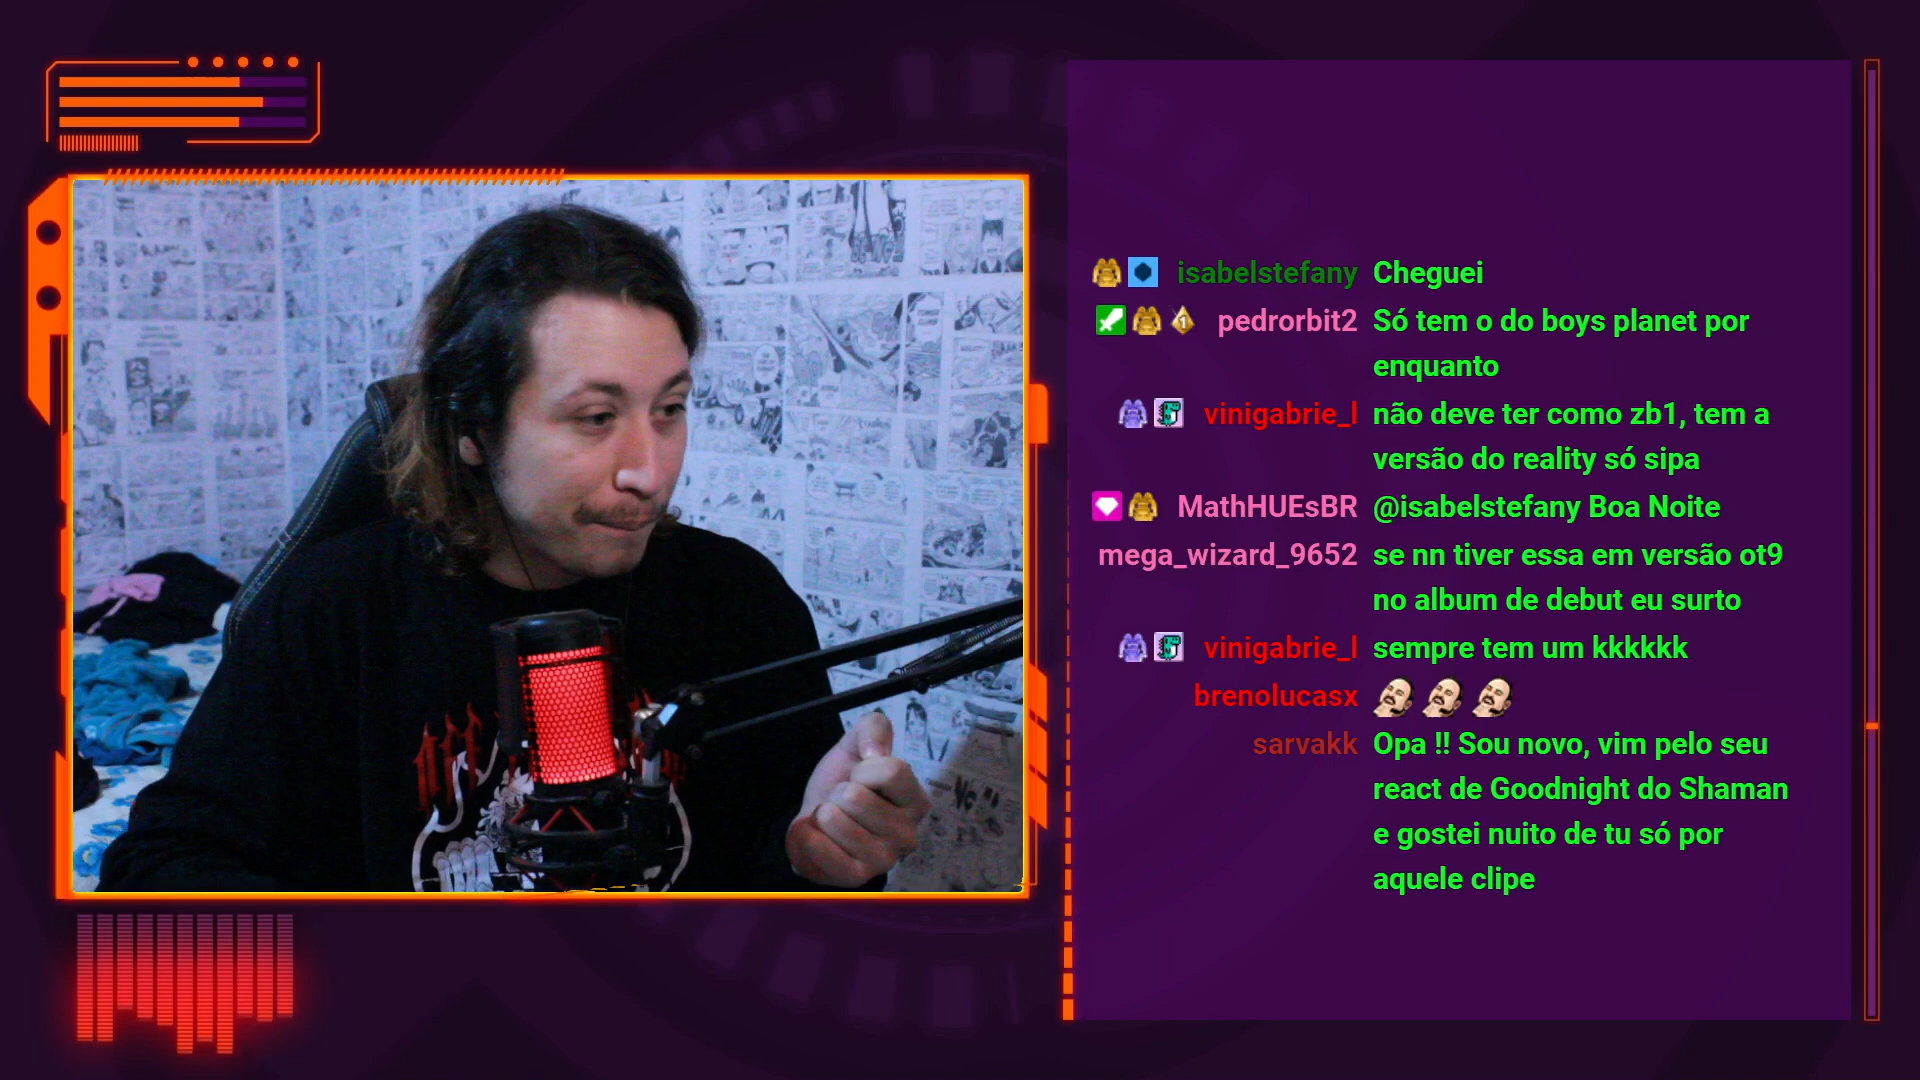 isabelstefany Cheguei
pedrorbit2 Só tem o do boys planet por
enquanto
vinigabrie_l não deve ter como zb1, tem a
versão do reality só sipa
MathHUEsBR @isabelstefany Boa Noite
mega_wizard_9652 se nn tiver essa em versão ot9
no album de debut eu surto
vinigabrie_l sempre tem um kkkkkk
brenolucasx
sarvakk Opa !! Sou novo, vim pelo seu
react de Goodnight do Shaman
e gostei nuito de tu só por
aquele clipe